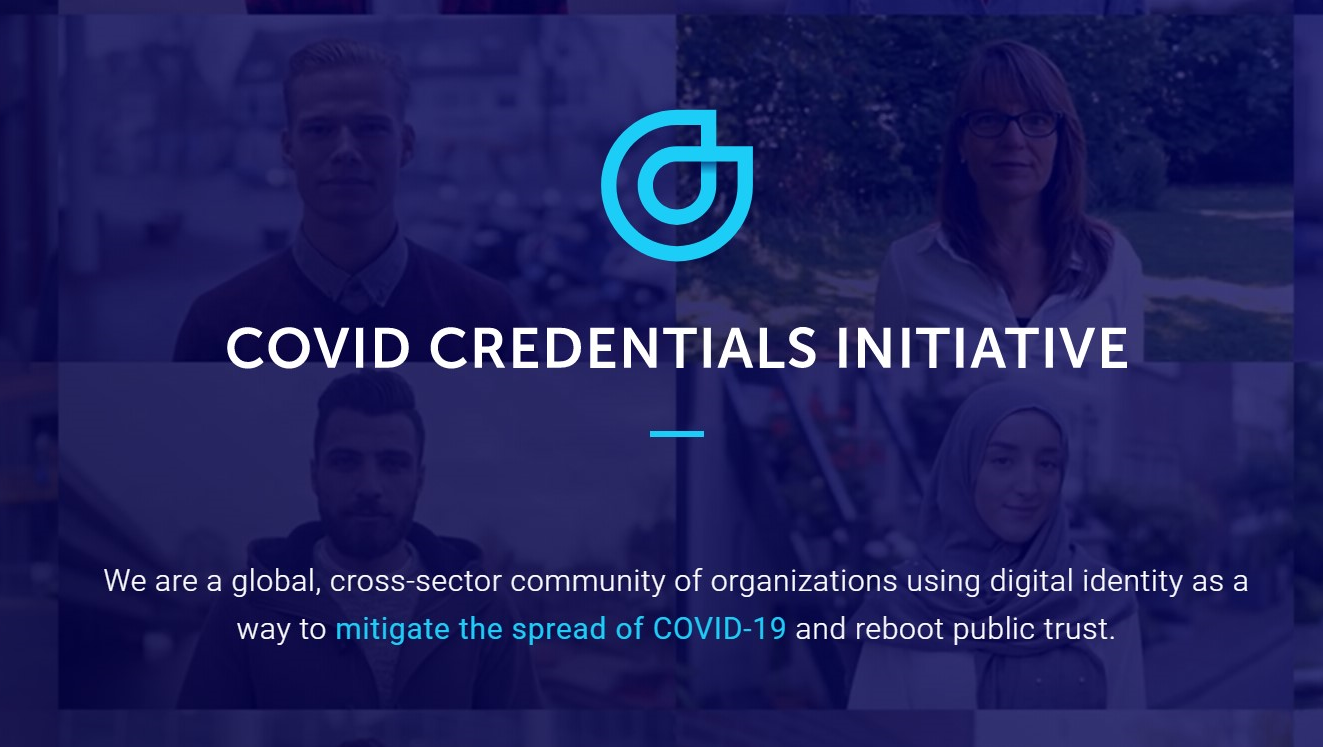 COVID CREDENTIALS INITIATIVE
We are a global, cross-sector community of organizations using digital identity as a
way to mitigate the spread of COVID-19 and reboot public trust.